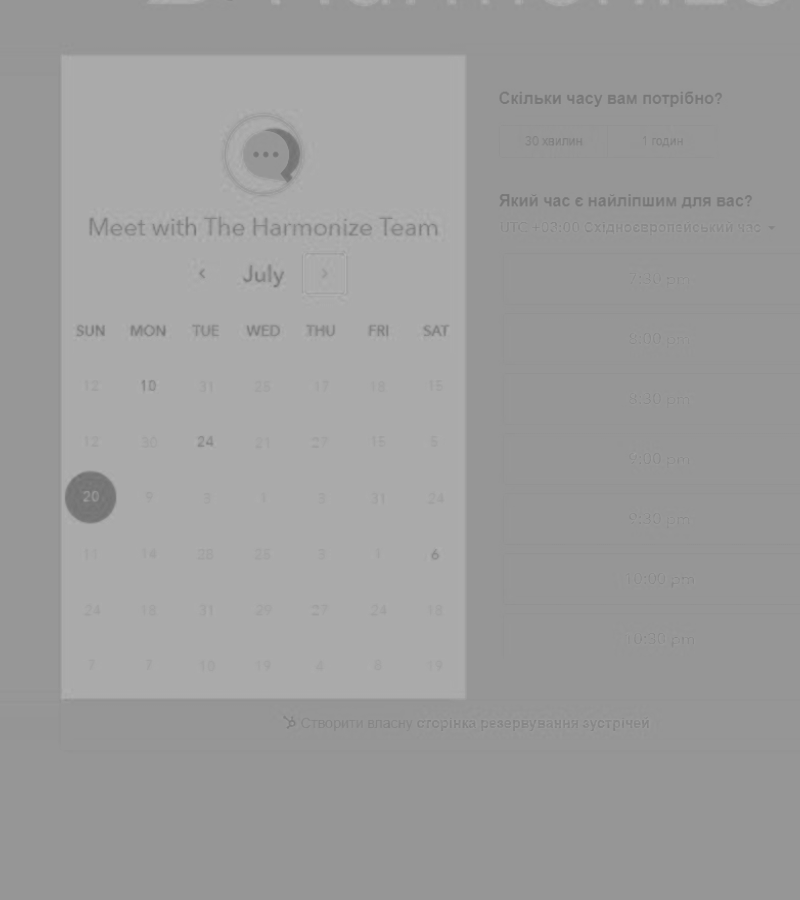 Meet with The Harmonize Team
July
SUN MON TUE WED THU FRI SAT
12 10 31 25 17 18 15
12 30 24 21 27 15 5
20 9 3 3 31 24
11 14 28 25 3 6
24 16 31 29 27 24 18
7 7 10 19 4 8 19
Скільки часу вам потрібно?
30 хвилин 1 годин
Який час є найліпшим для вас?
UTC +03:00 Східноєвропейський час
7:30 pm
8:00 pm
8:30 pm
9:00 pm
9:30 pm
10:00 pm
10:30 pm
Створити власну сторінка резервування зустрічей